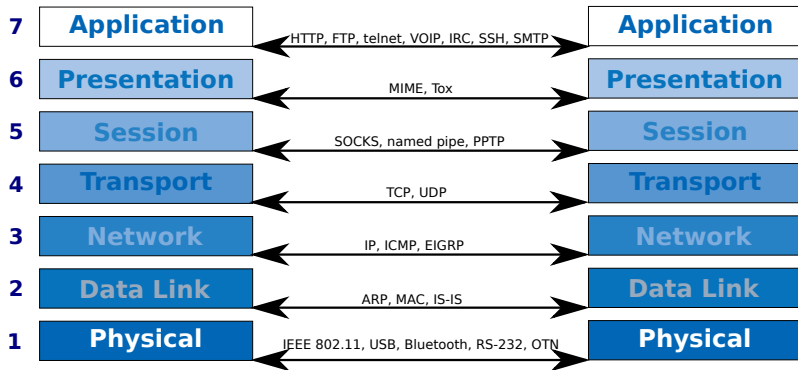 7 Application HTTP, FTP, telnet, VOIP, IRC, SSH, SMTP Application
6 Presentation MIME, Tox Presentation
5 Session SOCKS, named pipe, PPTP Session
4 Transport TCP, UDP Transport
3 Network IP, ICMP, EIGRP Network
2 Data Link ARP, MAC, IS-IS Data Link
1 Physical IEEE 802.11, USB, Bluetooth, RS-232, OTN Physical